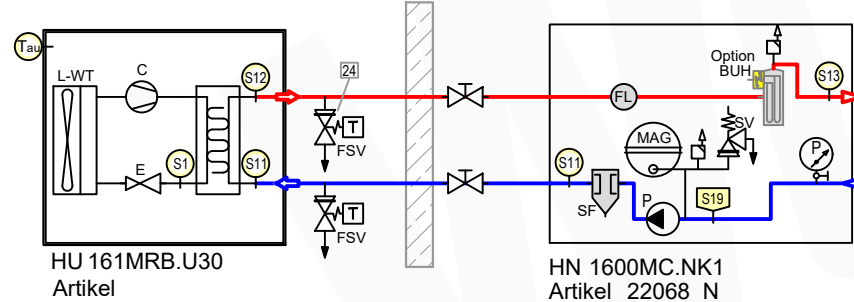 Tau
L-WT
C
S12
24
T
FSV
E
S1
S11
T
FSV
HU 161MRB.U30
Artikel
Option
BUH
S13
FL
MAG
SV
P
S11
SF
P
S19
HN 1600MC.NK1
Artikel 22068 N